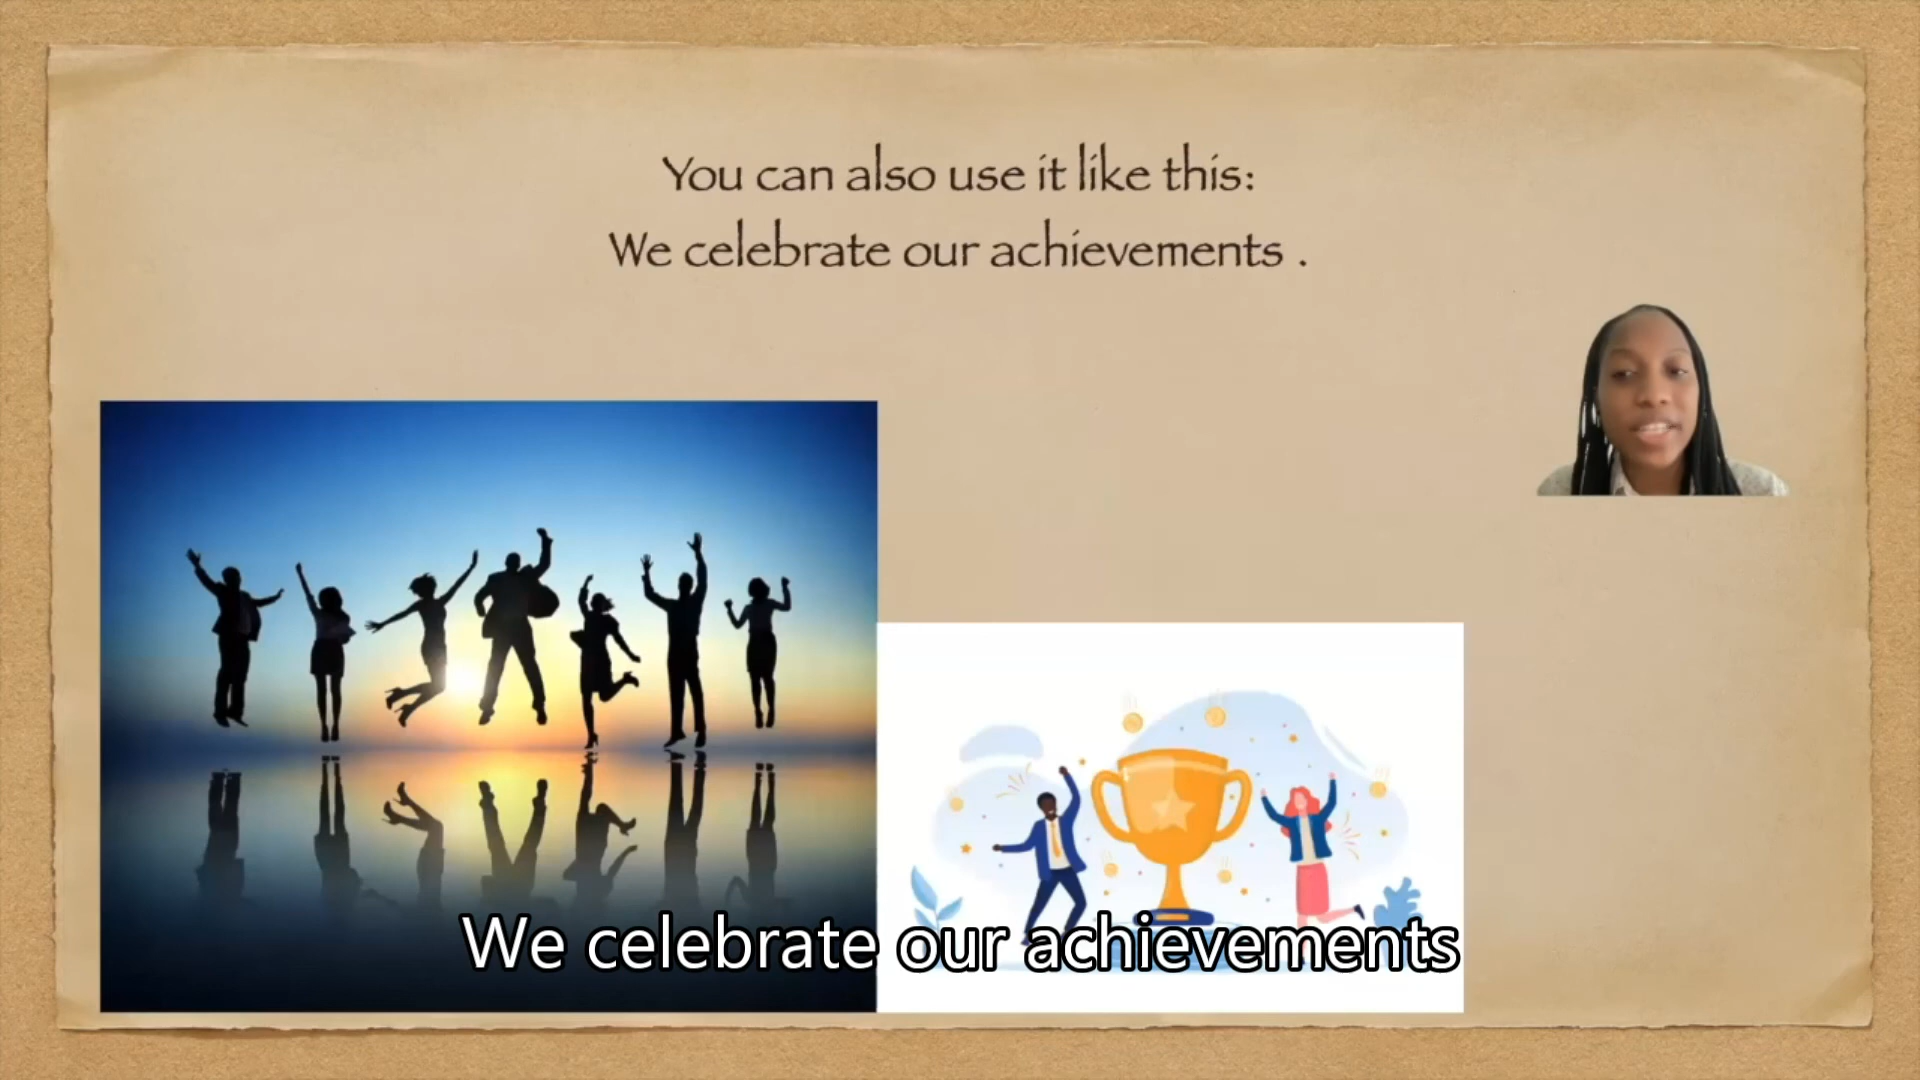 You can also use it like this:
We celebrate our achievements .
We celebrate our achievements